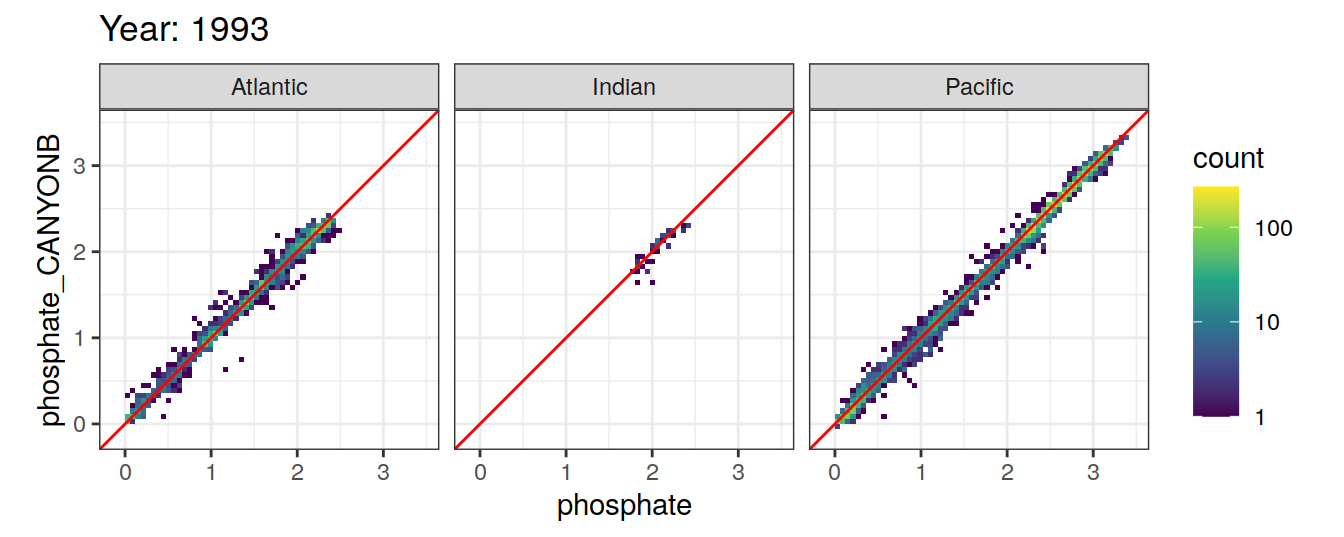 Year: 1993
Atlantic
Indian
Pacific
phosphate_CANYONB
3
2
1
0
0 1 2 3
0 1 2 3
0 1 2 3
phosphate
count
100
10
1